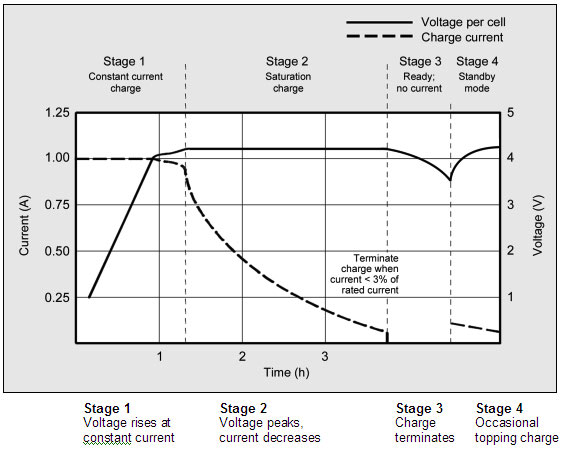 Voltage per cell
Charge current
Stage 1
Constant current
charge
Stage 2
Saturation
charge
Stage 3
Ready;
no current
Stage 4
Standby
mode
1.25
1.00
0.75
0.50
0.25
Current (A)
5
4
3
2
1
Voltage (V)
Terminate
charge when
current < 3% of
rated current
1
2
3
Time (h)
Stage 1
Voltage rises at
constant current
Stage 2
Voltage peaks,
current decreases
Stage 3
Charge
terminates
Stage 4
Occasional
topping charge